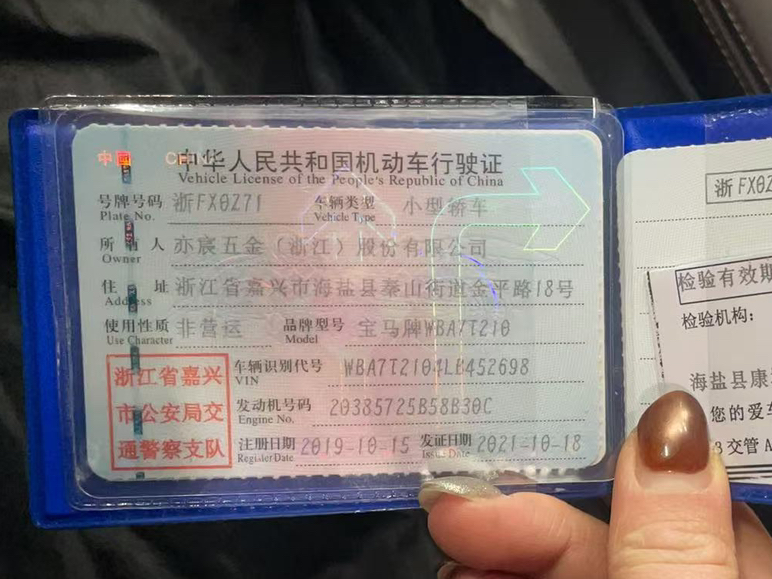 中国 CHINA
中华人民共和国机动车行驶证
Vehicle License of the People's Republic of China
号牌号码 浙FX0Z71 车辆类型 小型轿车
Plate No. Vehicle Type
所有人 亦宸五金（浙江）股份有限公司
Owner
住址 浙江省嘉兴市海盐县秦山街道金平路18号
Address
使用性质 非营运 品牌型号 宝马牌WBA7T210
Use Character Model
浙江省嘉兴
市公安局交
通警察支队
车辆识别代号 WBA7T2104LB452698
VIN
发动机号码 20385725B58B30C
Engine No.
注册日期 2019-10-15 发证日期 2021-10-18
Register Date Issue Date
浙FX0Z
检验有效期
检验机构：
海盐县康
您的爱车
3交管A